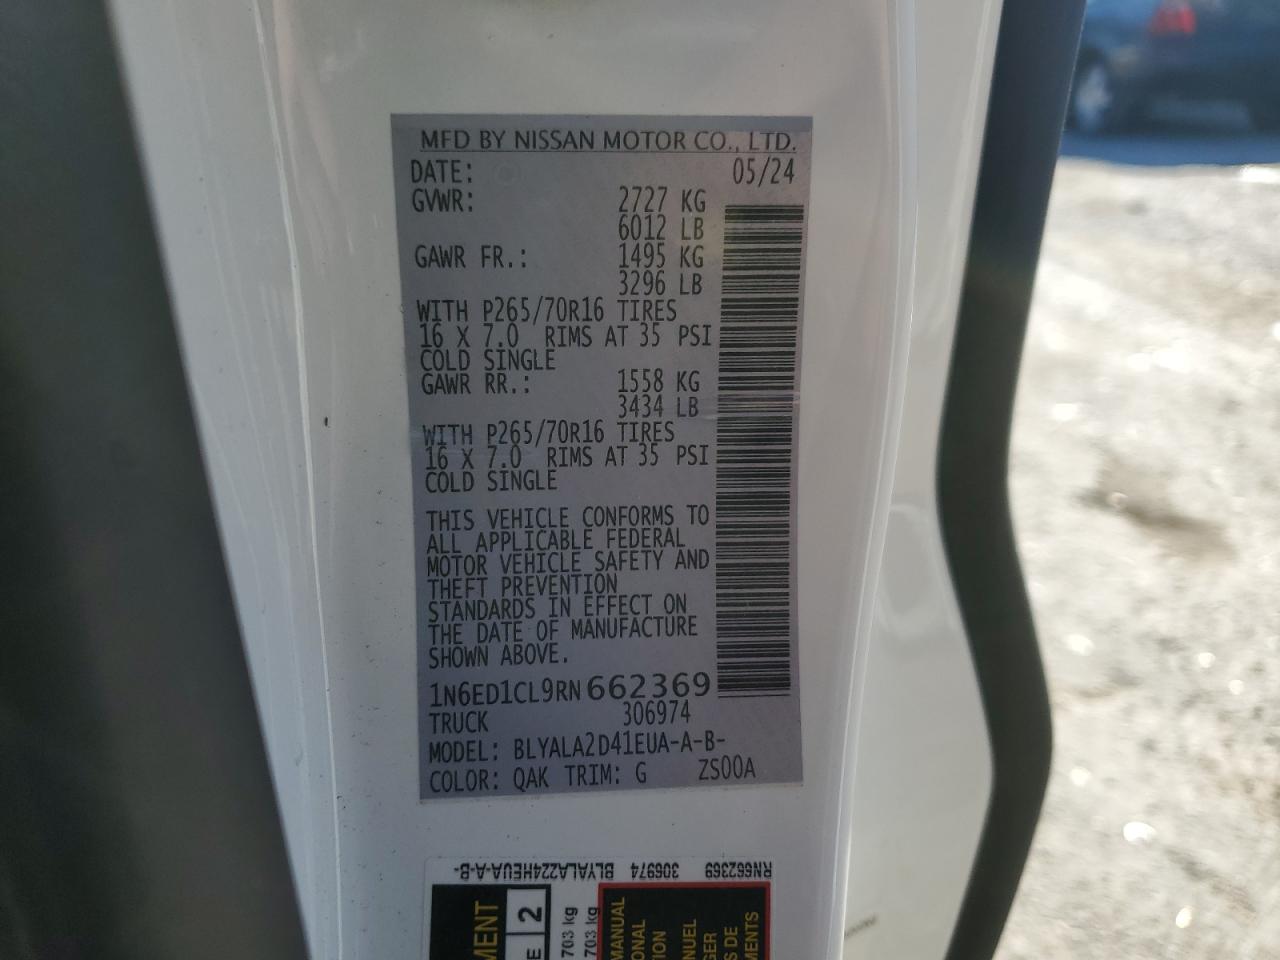 MFD BY NISSAN MOTOR CO., LTD.
DATE: 05/24
GVWR: 2727 KG
6012 LB
GAWR FR.: 1495 KG
3296 LB
WITH P265/70R16 TIRES
16 X 7.0 RIMS AT 35 PSI
COLD SINGLE
GAWR RR.: 1558 KG
3434 LB
WITH P265/70R16 TIRES
16 X 7.0 RIMS AT 35 PSI
COLD SINGLE
THIS VEHICLE CONFORMS TO
ALL APPLICABLE FEDERAL
MOTOR VEHICLE SAFETY AND
THEFT PREVENTION
STANDARDS IN EFFECT ON
THE DATE OF MANUFACTURE
SHOWN ABOVE.
1N6ED1CL9RN662369
TRUCK 306974
MODEL: BLYALA2D41EUA-A-B-
COLOR: QAK TRIM: G ZS00A
RN662369 306974 BLYALA224HEUA-A-B-
2
703 kg
703 kg
MANUAL